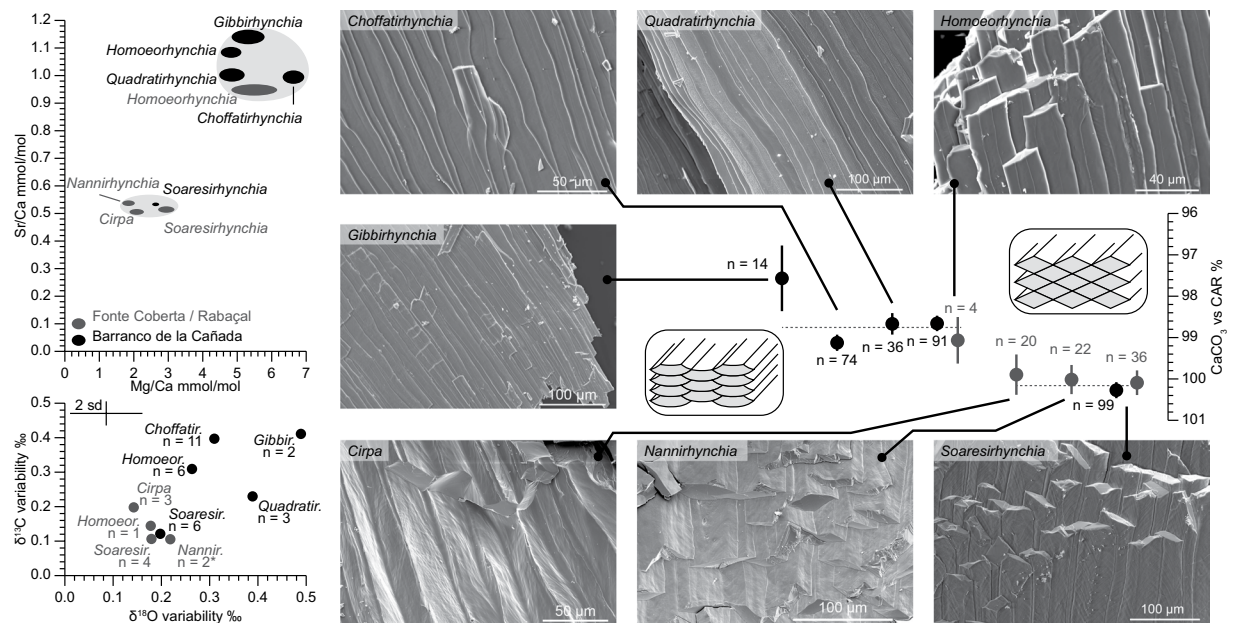 1.2
1.1
1.0
0.9
0.8
0.7
0.6
0.5
0.4
0.3
0.2
0.1
0.0
Sr/Ca mmol/mol
Gibbirhynchia
Homoeorhynchia
Quadratirhynchia
Homoeorhynchia
Choffatirhynchia
Nannirhynchia
Soaresirhynchia
Cirpa
Soaresirhynchia
Fonte Coberta / Rabaçal
Barranco de la Cañada
0 1 2 3 4 5 6 7
Mg/Ca mmol/mol
0.5
0.4
0.3
0.2
0.1
0.0
δ13C variability ‰
2 sd
Choffatir.
n = 11
Gibbir.
n = 2
Homoeor.
n = 6
Cirpa
n = 3
Quadratir.
n = 3
Soaresir.
n = 6
Homoeor.
n = 1
Soaresir.
n = 4
Nannir.
n = 2*
0.0 0.1 0.2 0.3 0.4 0.5
δ18O variability ‰
Choffatirhynchia
50 µm
Quadratirhynchia
100 µm
Homoeorhynchia
40 µm
Gibbirhynchia
100 µm
n = 14
n = 74
n = 36
n = 91
n = 4
n = 20
n = 22
n = 36
n = 99
96
97
98
99
100
101
CaCO3 vs CAR %
Cirpa
50 µm
Nannirhynchia
100 µm
Soaresirhynchia
100 µm